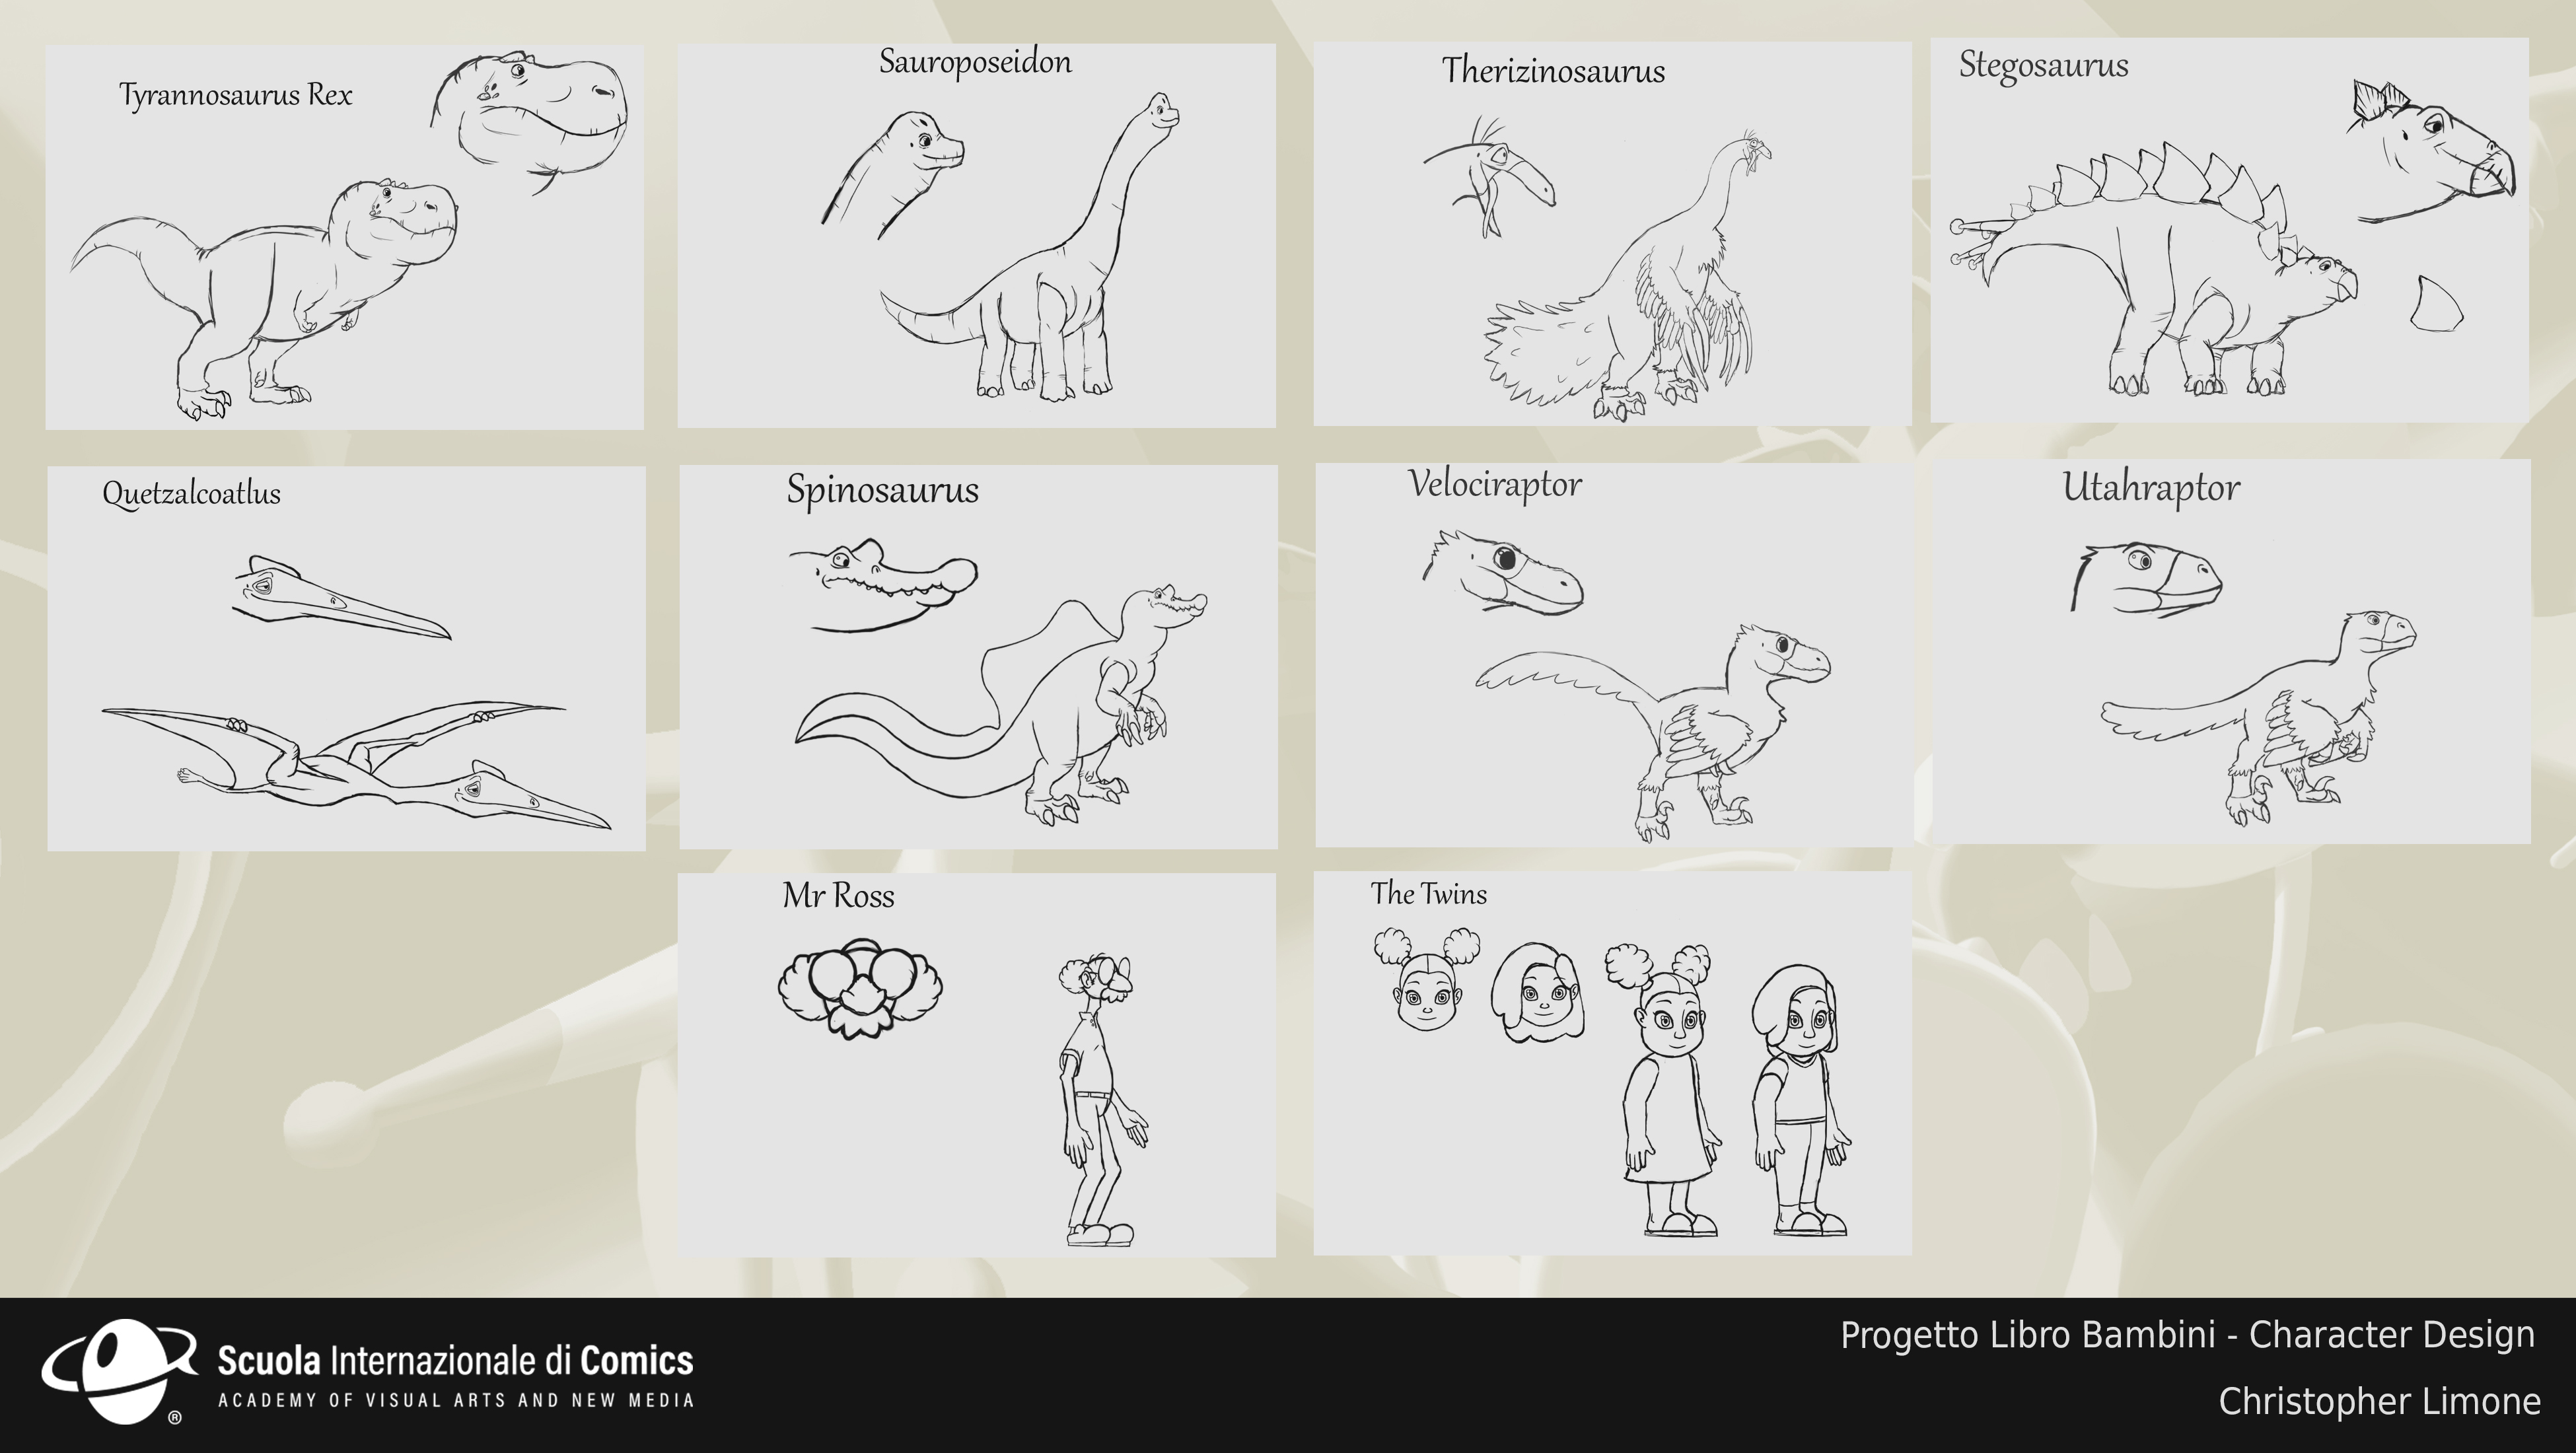 Tyrannosaurus Rex
Sauroposeidon
Therizinosaurus
Stegosaurus
Quetzalcoatlus
Spinosaurus
Velociraptor
Utahraptor
Mr Ross
The Twins
Scuola Internazionale di Comics
ACADEMY OF VISUAL ARTS AND NEW MEDIA
®
Progetto Libro Bambini - Character Design
Christopher Limone